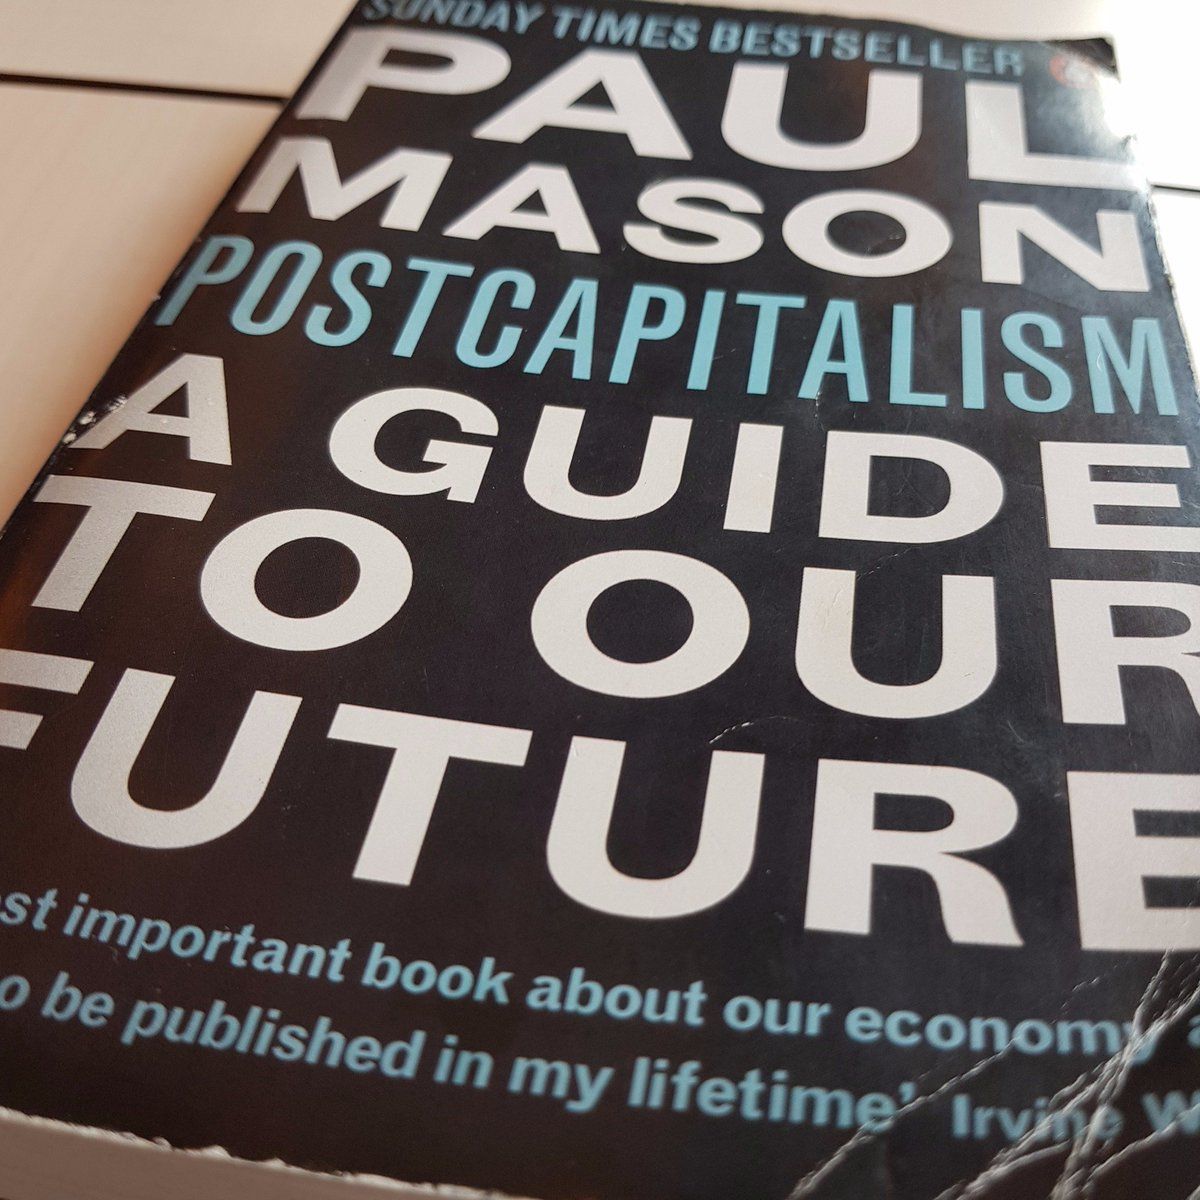 SUNDAY TIMES BESTSELLER
PAUL
MASON
POSTCAPITALISM
A GUIDE
TO OUR
FUTURE
important book about our economy
be published in my lifetime' Irvine